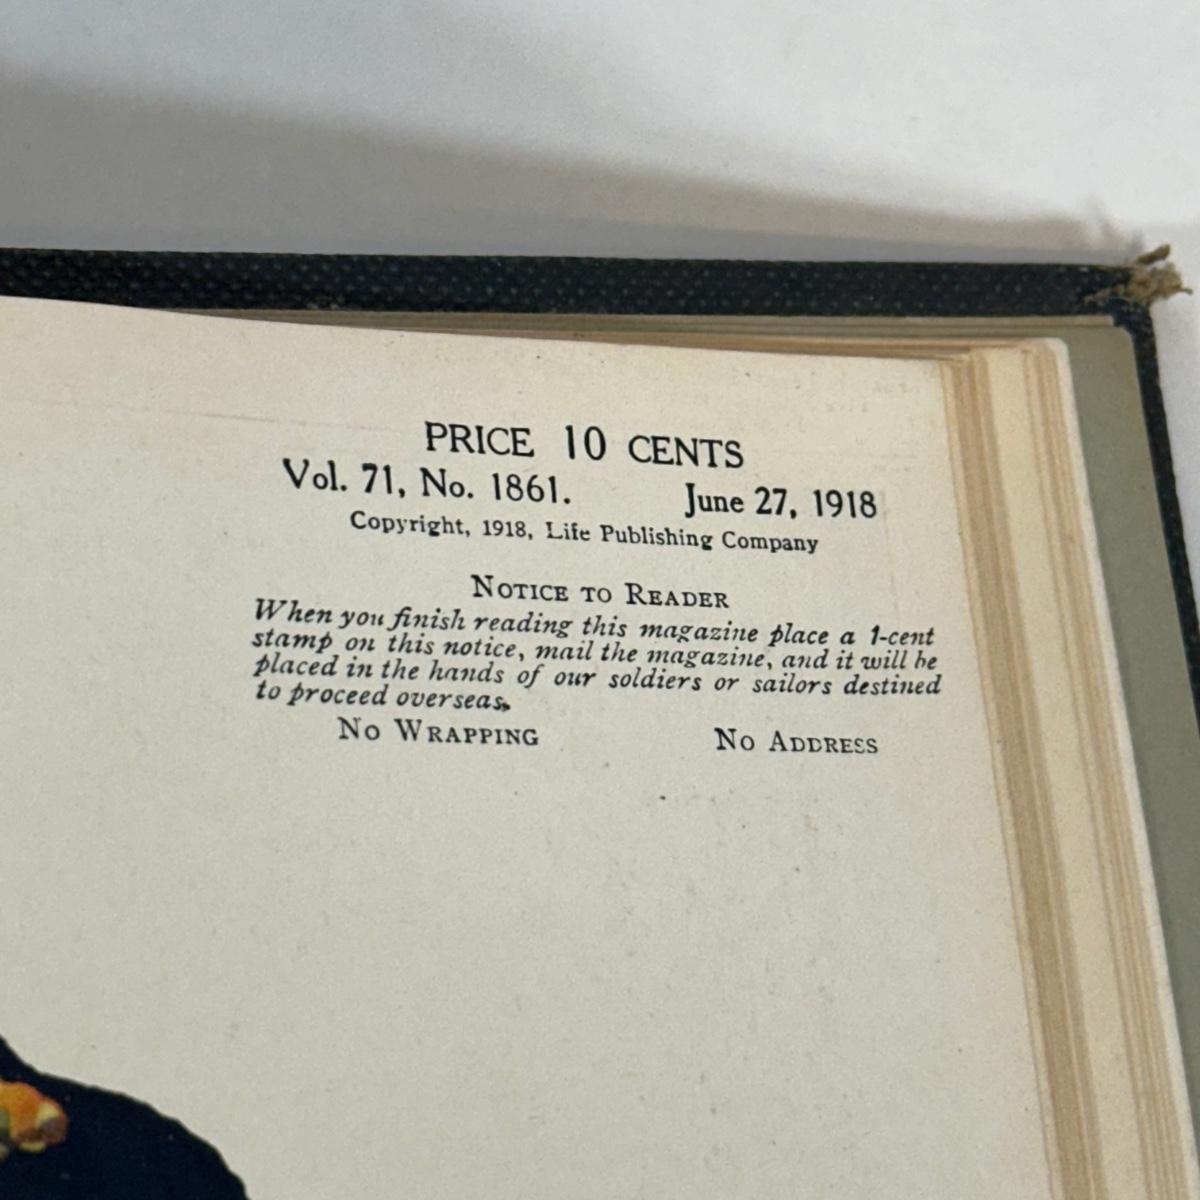 PRICE 10 CENTS
Vol. 71, No. 1861. June 27, 1918
Copyright, 1918, Life Publishing Company
NOTICE TO READER
When you finish reading this magazine place a 1-cent
stamp on this notice, mail the magazine, and it will be
placed in the hands of our soldiers or sailors destined
to proceed overseas.
NO WRAPPING NO ADDRESS